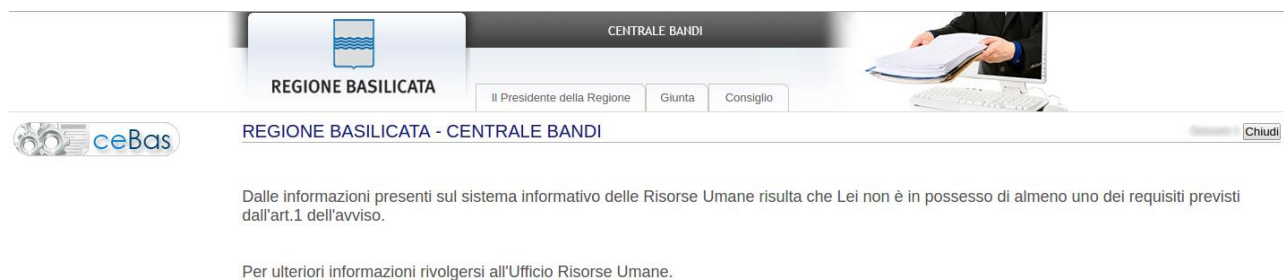 CENTRALE BANDI
REGIONE BASILICATA
Il Presidente della Regione
Giunta
Consiglio
ceBas
REGIONE BASILICATA - CENTRALE BANDI
Chiudi
Dalle informazioni presenti sul sistema informativo delle Risorse Umane risulta che Lei non è in possesso di almeno uno dei requisiti previsti
dall'art.1 dell'avviso.
Per ulteriori informazioni rivolgersi all'Ufficio Risorse Umane.